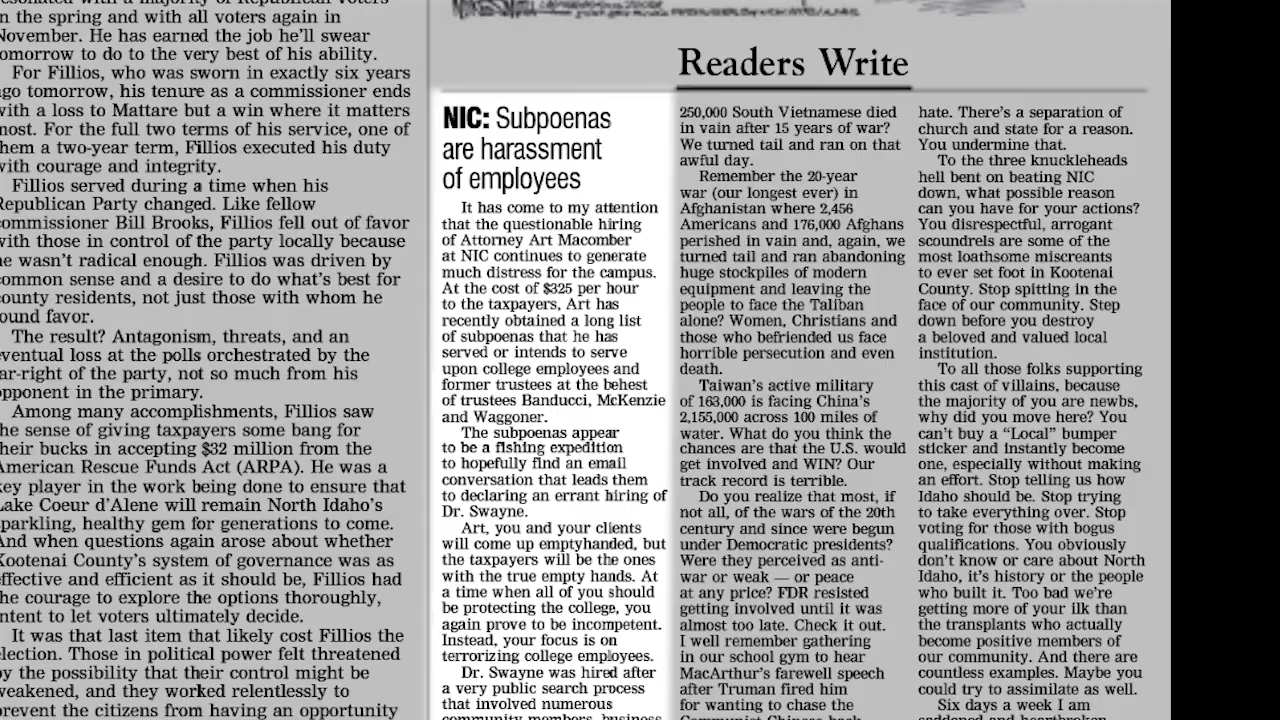 in the spring and with all voters again in
November. He has earned the job he'll swear
tomorrow to do to the very best of his ability.
For Fillios, who was sworn in exactly six years
ago tomorrow, his tenure as a commissioner ends
with a loss to Mattare but a win where it matters
most. For the full two terms of his service, one of
them a two-year term, Fillios executed his duty
with courage and integrity.
Fillios served during a time when his
Republican Party changed. Like fellow
commissioner Bill Brooks, Fillios fell out of favor
with those in control of the party locally because
he wasn't radical enough. Fillios was driven by
common sense and a desire to do what's best for
county residents, not just those with whom he
found favor.
The result? Antagonism, threats, and an
eventual loss at the polls orchestrated by the
far-right of the party, not so much from his
opponent in the primary.
Among many accomplishments, Fillios saw
the sense of giving taxpayers some bang for
their bucks in accepting $32 million from the
American Rescue Funds Act (ARPA). He was a
key player in the work being done to ensure that
Lake Coeur d'Alene will remain North Idaho's
sparkling, healthy gem for generations to come.
And when questions again arose about whether
Kootenai County's system of governance was as
effective and efficient as it should be, Fillios had
the courage to explore the options thoroughly,
intent to let voters ultimately decide.
It was that last item that likely cost Fillios the
election. Those in political power felt threatened
by the possibility that their control might be
weakened, and they worked relentlessly to
prevent the citizens from having an opportunity
Readers Write
NIC: Subpoenas
are harassment
of employees
It has come to my attention
that the questionable hiring
of Attorney Art Macomber
at NIC continues to generate
much distress for the campus.
At the cost of $325 per hour
to the taxpayers, Art has
recently obtained a long list
of subpoenas that he has
served or intends to serve
upon college employees and
former trustees at the behest
of trustees Banducci, McKenzie
and Waggoner.
The subpoenas appear
to be a fishing expedition
to hopefully find an email
conversation that leads them
to declaring an errant hiring of
Dr. Swayne.
Art, you and your clients
will come up emptyhanded, but
the taxpayers will be the ones
with the true empty hands. At
a time when all of you should
be protecting the college, you
again prove to be incompetent.
Instead, your focus is on
terrorizing college employees.
Dr. Swayne was hired after
a very public search process
that involved numerous
community members, business
250,000 South Vietnamese died
in vain after 15 years of war?
We turned tail and ran on that
awful day.
Remember the 20-year
war (our longest ever) in
Afghanistan where 2,456
Americans and 176,000 Afghans
perished in vain and, again, we
turned tail and ran abandoning
huge stockpiles of modern
equipment and leaving the
people to face the Taliban
alone? Women, Christians and
those who befriended us face
horrible persecution and even
death.
Taiwan's active military
of 163,000 is facing China's
2,155,000 across 100 miles of
water. What do you think the
chances are that the U.S. would
get involved and WIN? Our
track record is terrible.
Do you realize that most, if
not all, of the wars of the 20th
century and since were begun
under Democratic presidents?
Were they perceived as anti-
war or weak — or peace
at any price? FDR resisted
getting involved until it was
almost too late. Check it out.
I well remember gathering
in our school gym to hear
MacArthur's farewell speech
after Truman fired him
for wanting to chase the
Communist Chinese back
hate. There's a separation of
church and state for a reason.
You undermine that.
To the three knuckleheads
hell bent on beating NIC
down, what possible reason
can you have for your actions?
You disrespectful, arrogant
scoundrels are some of the
most loathsome miscreants
to ever set foot in Kootenai
County. Stop spitting in the
face of our community. Step
down before you destroy
a beloved and valued local
institution.
To all those folks supporting
this cast of villains, because
the majority of you are newbs,
why did you move here? You
can't buy a "Local" bumper
sticker and instantly become
one, especially without making
an effort. Stop telling us how
Idaho should be. Stop trying
to take everything over. Stop
voting for those with bogus
qualifications. You obviously
don't know or care about North
Idaho, it's history or the people
who built it. Too bad we're
getting more of your ilk than
the transplants who actually
become positive members of
our community. And there are
countless examples. Maybe you
could try to assimilate as well.
Six days a week I am
saddened and heartbroken